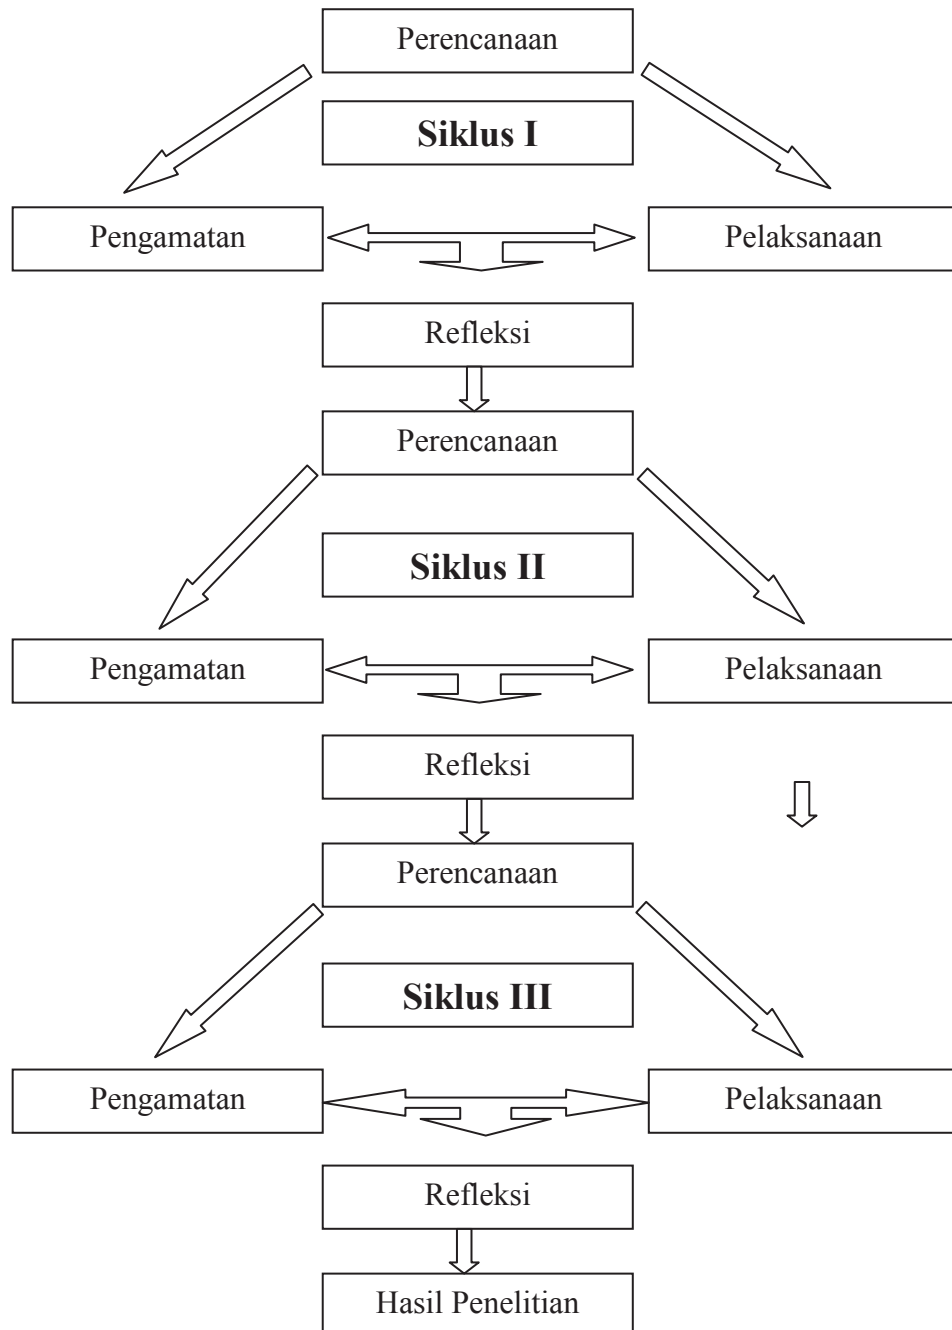 Perencanaan
Siklus I
Pengamatan
Pelaksanaan
Refleksi
Perencanaan
Siklus II
Pengamatan
Pelaksanaan
Refleksi
Perencanaan
Siklus III
Pengamatan
Pelaksanaan
Refleksi
Hasil Penelitian